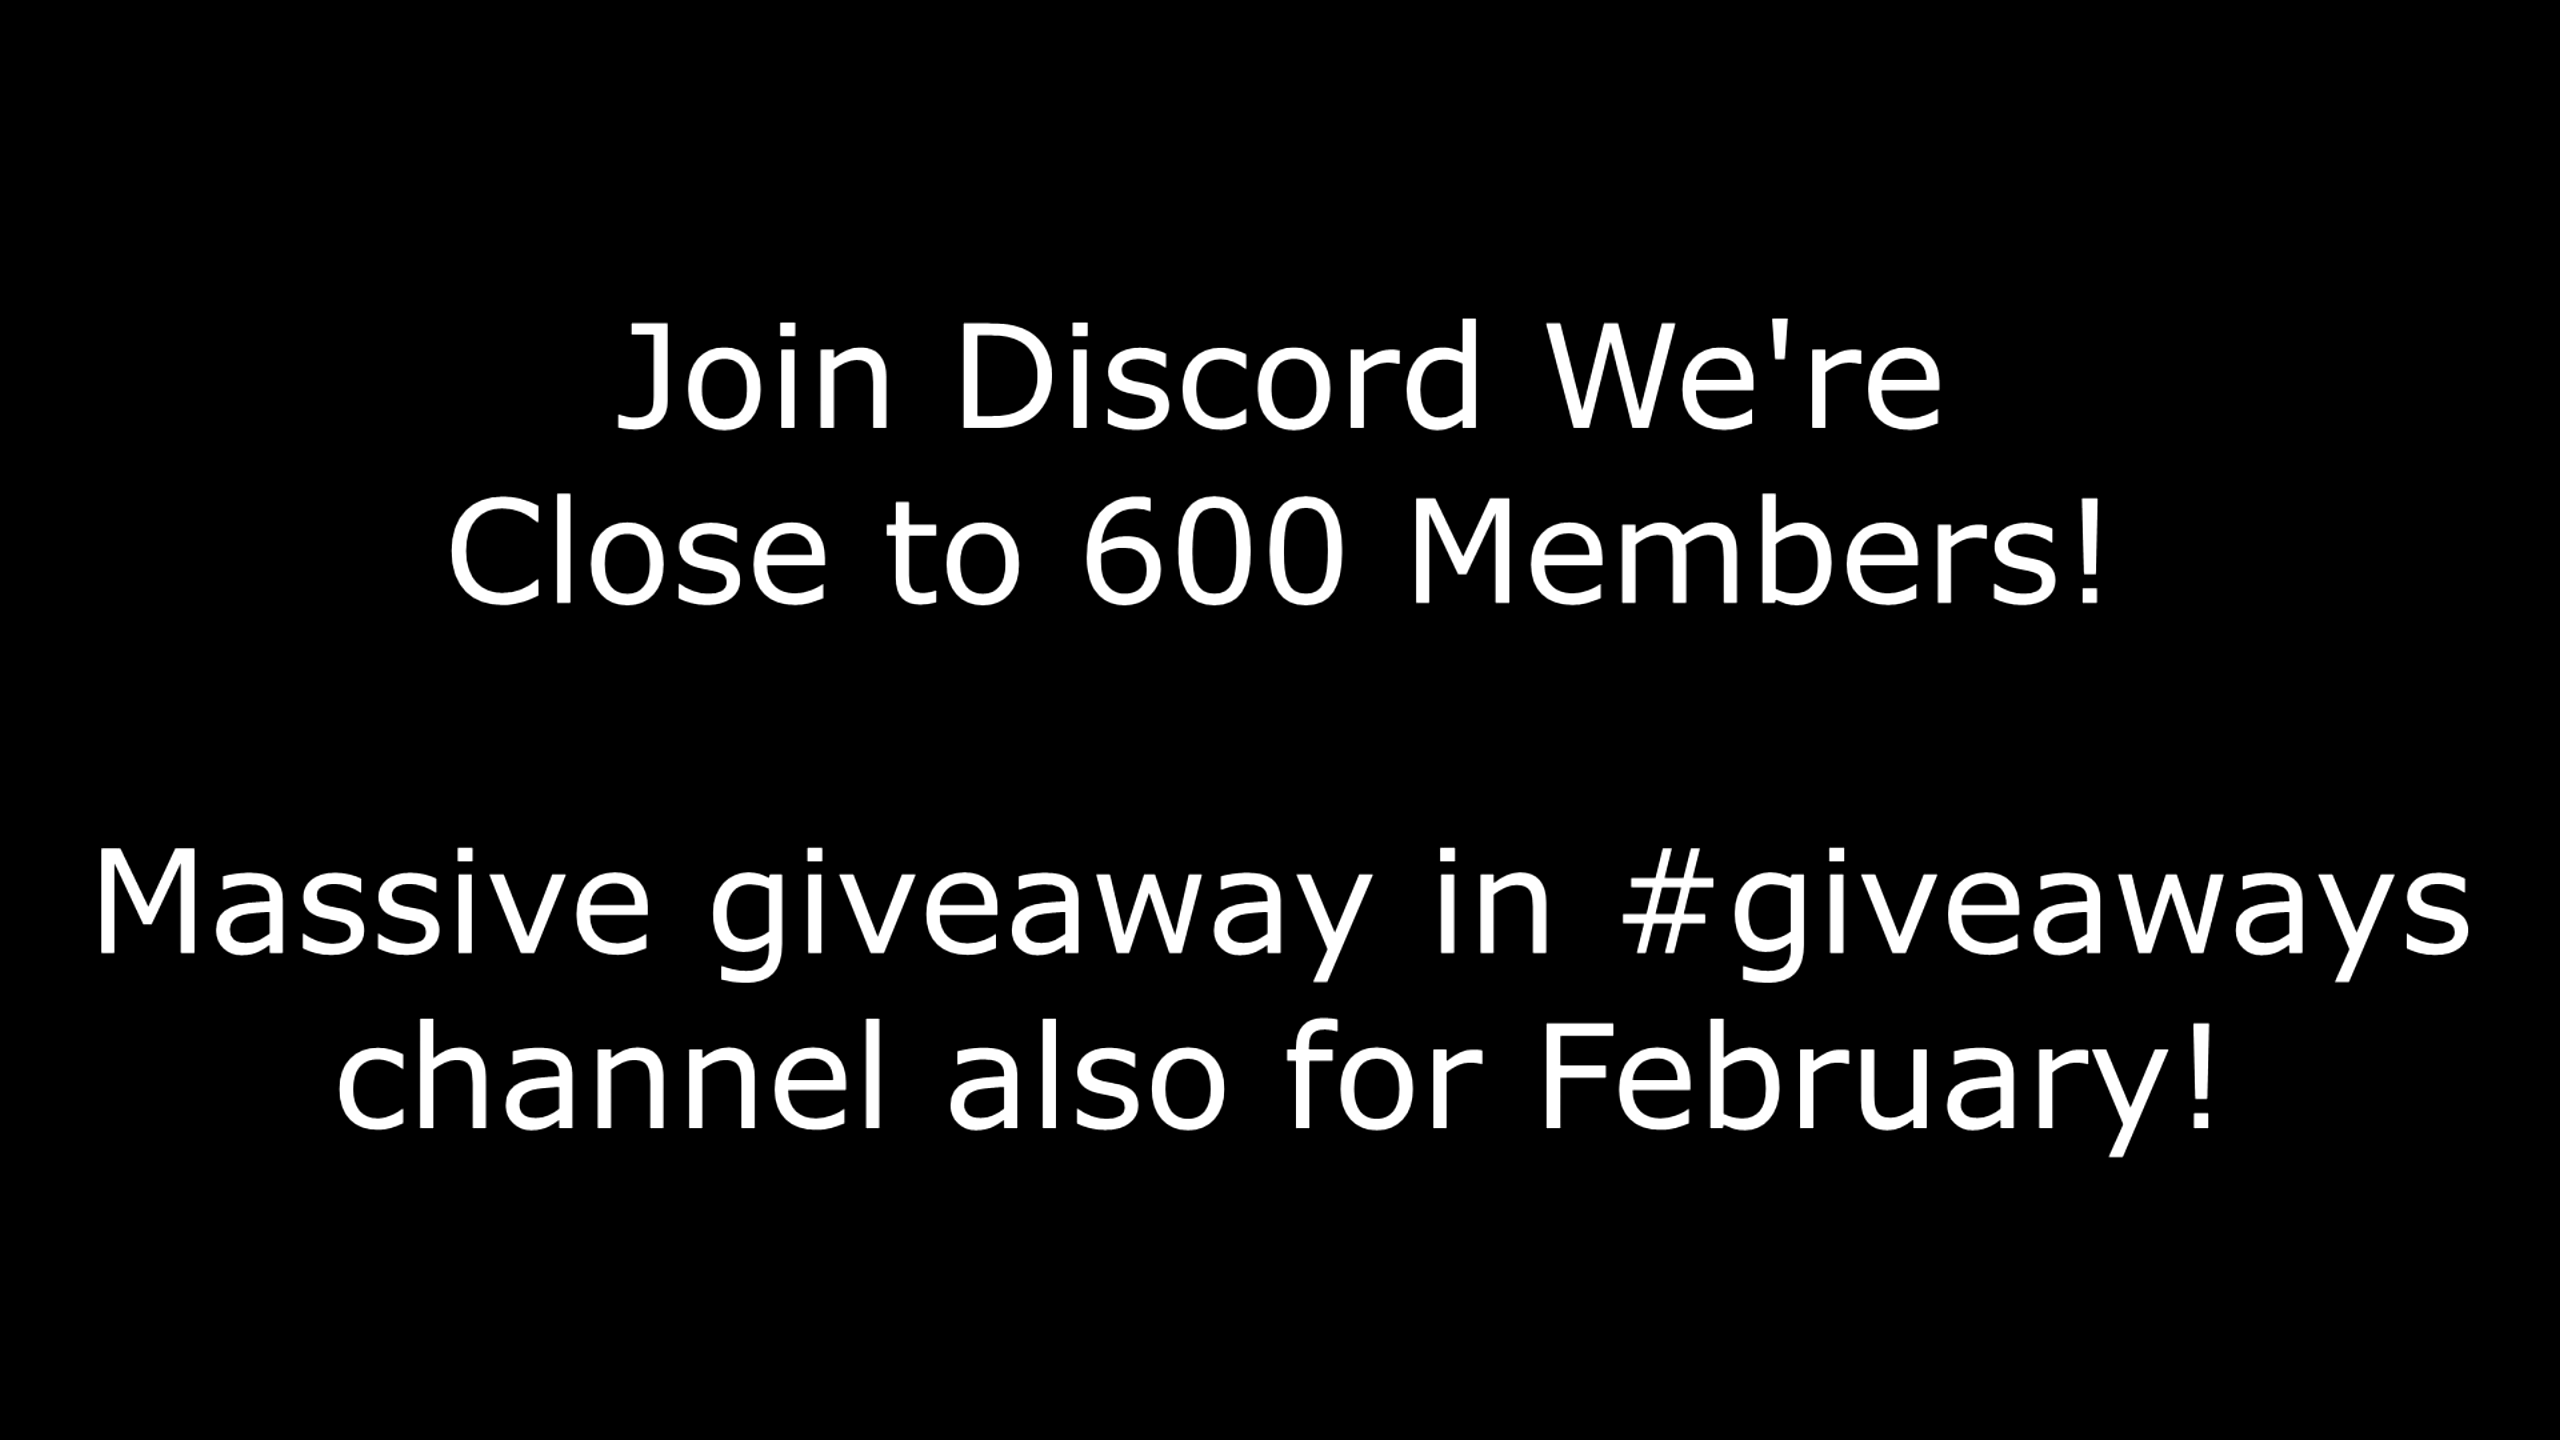 Join Discord We're
Close to 600 Members!
Massive giveaway in #giveaways
channel also for February!